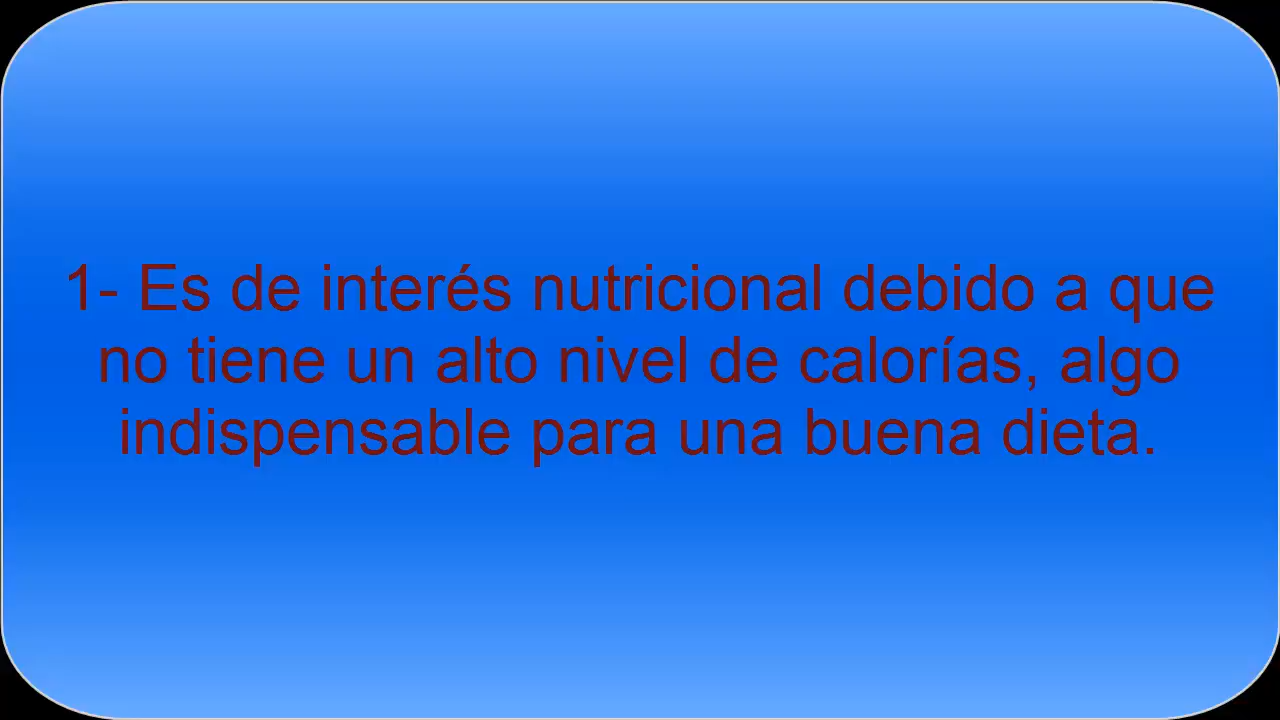 1- Es de interés nutricional debido a que
no tiene un alto nivel de calorías, algo
indispensable para una buena dieta.